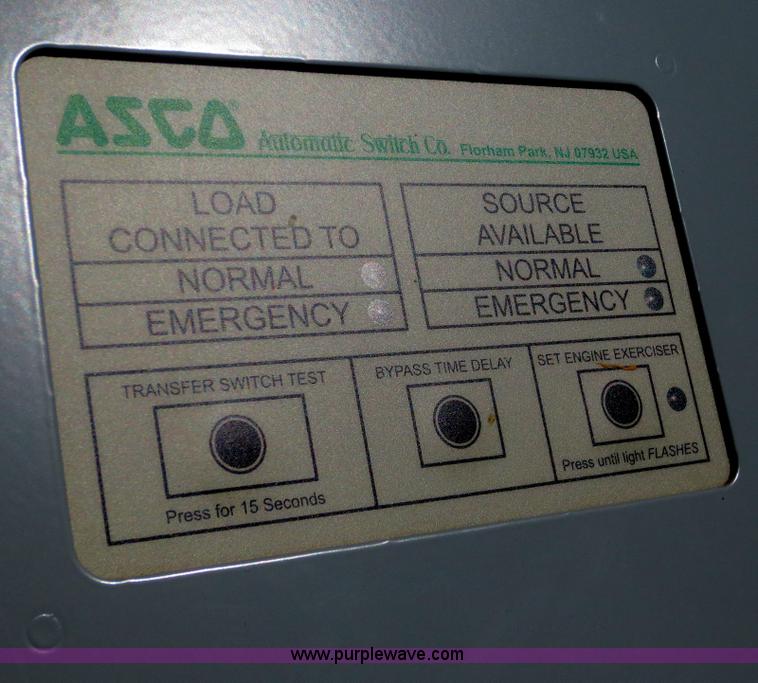 ASCO® Automatic Switch Co. Florham Park, NJ 07932 USA
LOAD
CONNECTED TO
NORMAL
EMERGENCY
SOURCE
AVAILABLE
NORMAL
EMERGENCY
TRANSFER SWITCH TEST
Press for 15 Seconds
BYPASS TIME DELAY
SET ENGINE EXERCISER
Press until light FLASHES
www.purplewave.com